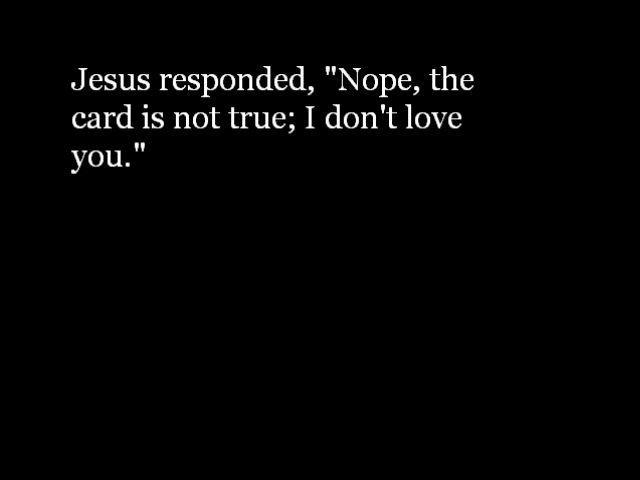 Jesus responded, "Nope, the
card is not true; I don't love
you."